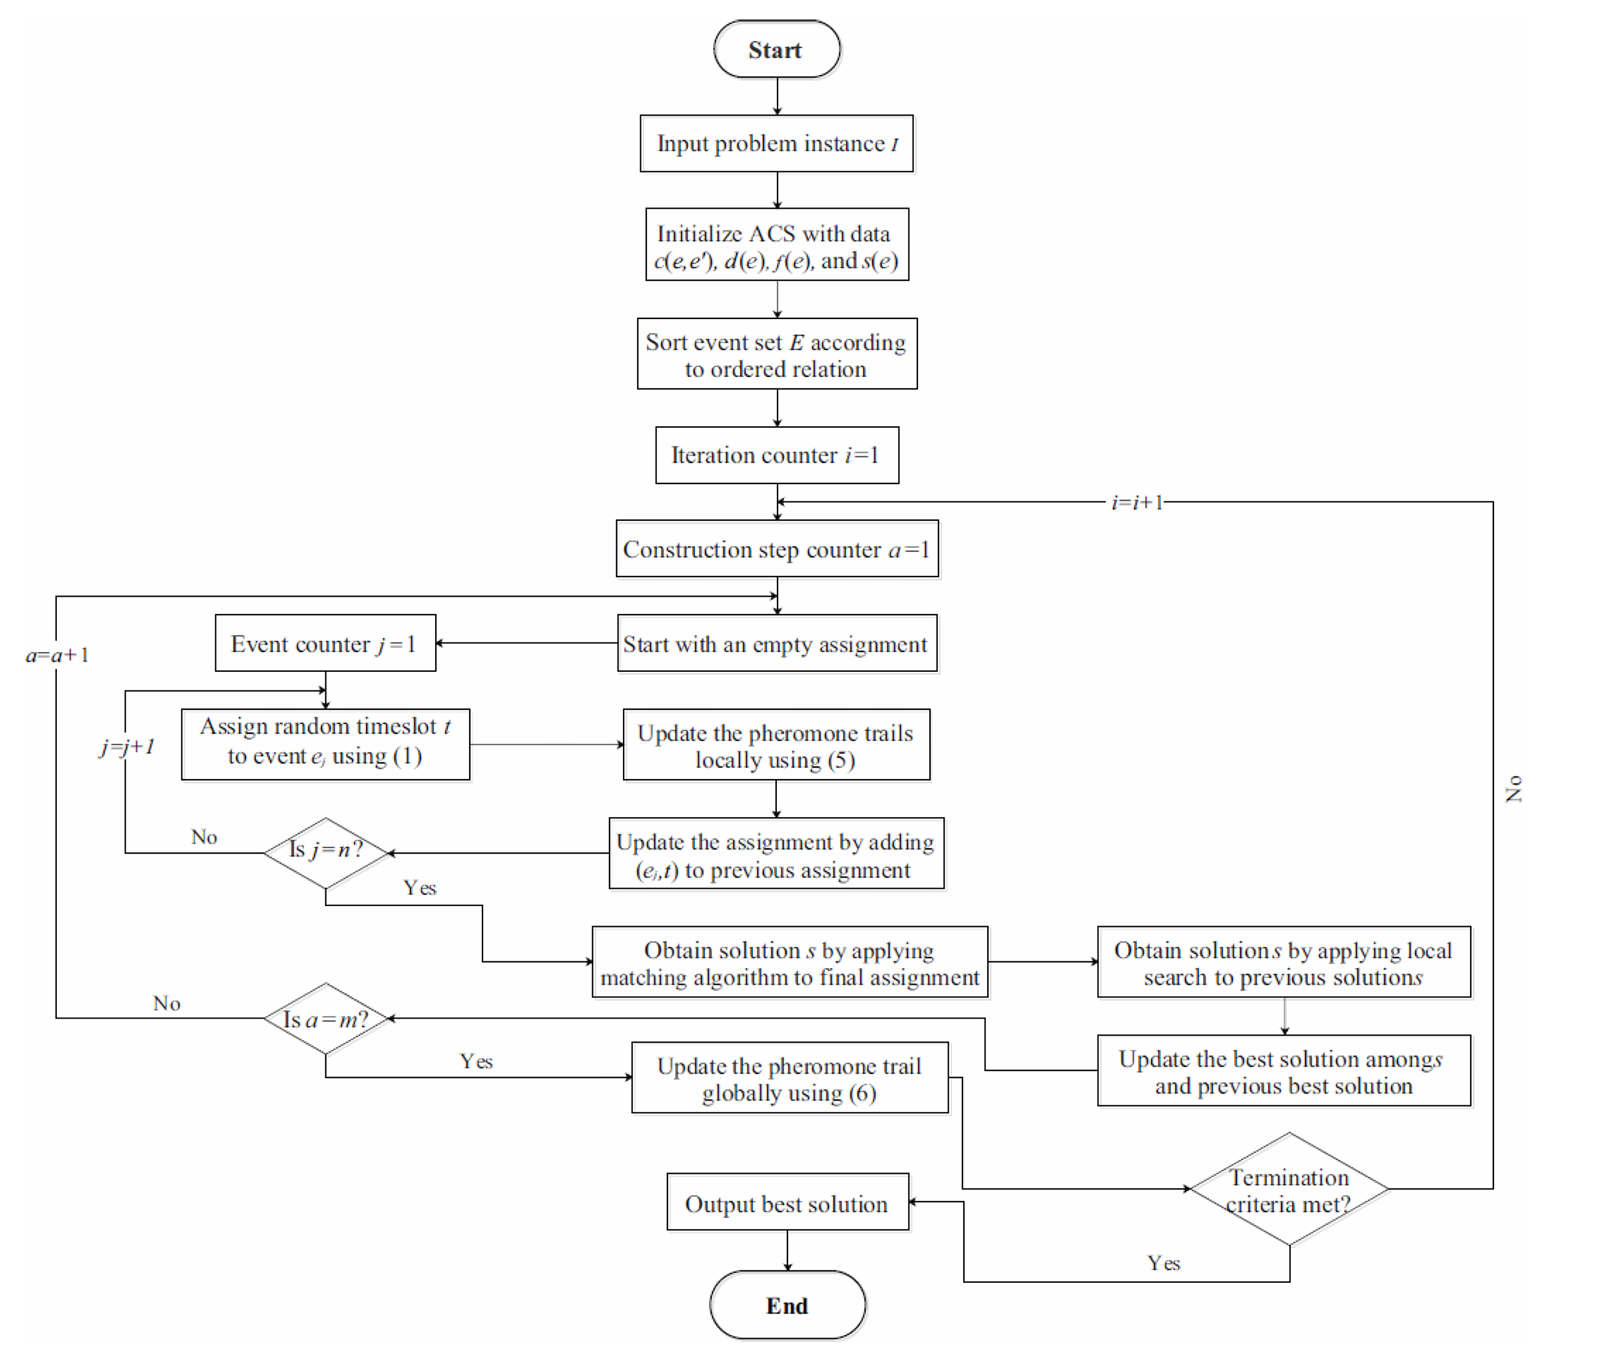 Start
Input problem instance I
Initialize ACS with data
c(e,e'), d(e), f(e), and s(e)
Sort event set E according
to ordered relation
Iteration counter i=1
i=i+1
Construction step counter a=1
Event counter j=1
Start with an empty assignment
a=a+1
Assign random timeslot t
to event ej using (1)
Update the pheromone trails
locally using (5)
j=j+1
No
No
Is j=n?
Update the assignment by adding
(ei,t) to previous assignment
Yes
Obtain solution s by applying
matching algorithm to final assignment
Obtain solution s by applying local
search to previous solution s
No
Is a=m?
Yes
Update the pheromone trail
globally using (6)
Update the best solution among s
and previous best solution
Termination
criteria met?
Output best solution
Yes
End